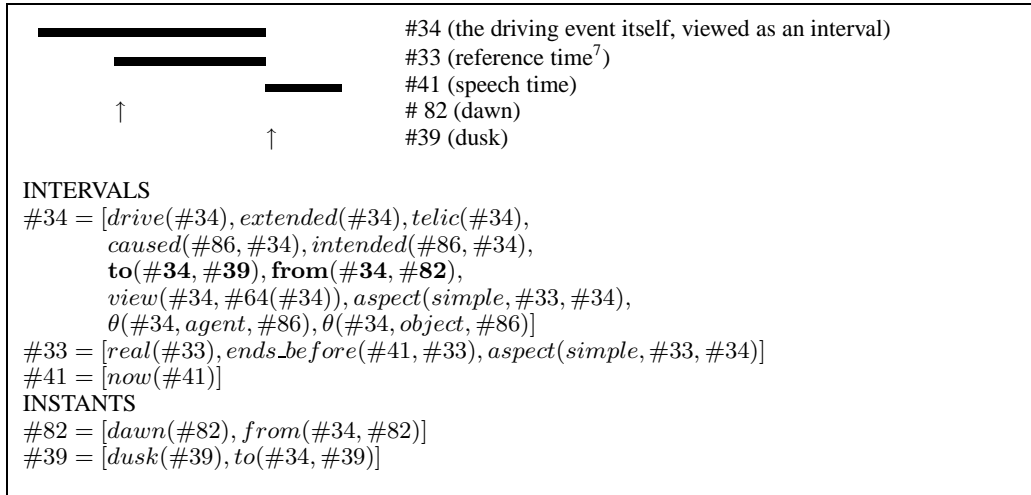 #34 (the driving event itself, viewed as an interval)
#33 (reference time⁷)
#41 (speech time)
↑ # 82 (dawn)
↑ #39 (dusk)
INTERVALS
#34 = [drive(#34), extended(#34), telic(#34),
caused(#86, #34), intended(#86, #34),
to(#34, #39), from(#34, #82),
view(#34, #64(#34)), aspect(simple, #33, #34),
θ(#34, agent, #86), θ(#34, object, #86)]
#33 = [real(#33), ends_before(#41, #33), aspect(simple, #33, #34)]
#41 = [now(#41)]
INSTANTS
#82 = [dawn(#82), from(#34, #82)]
#39 = [dusk(#39), to(#34, #39)]